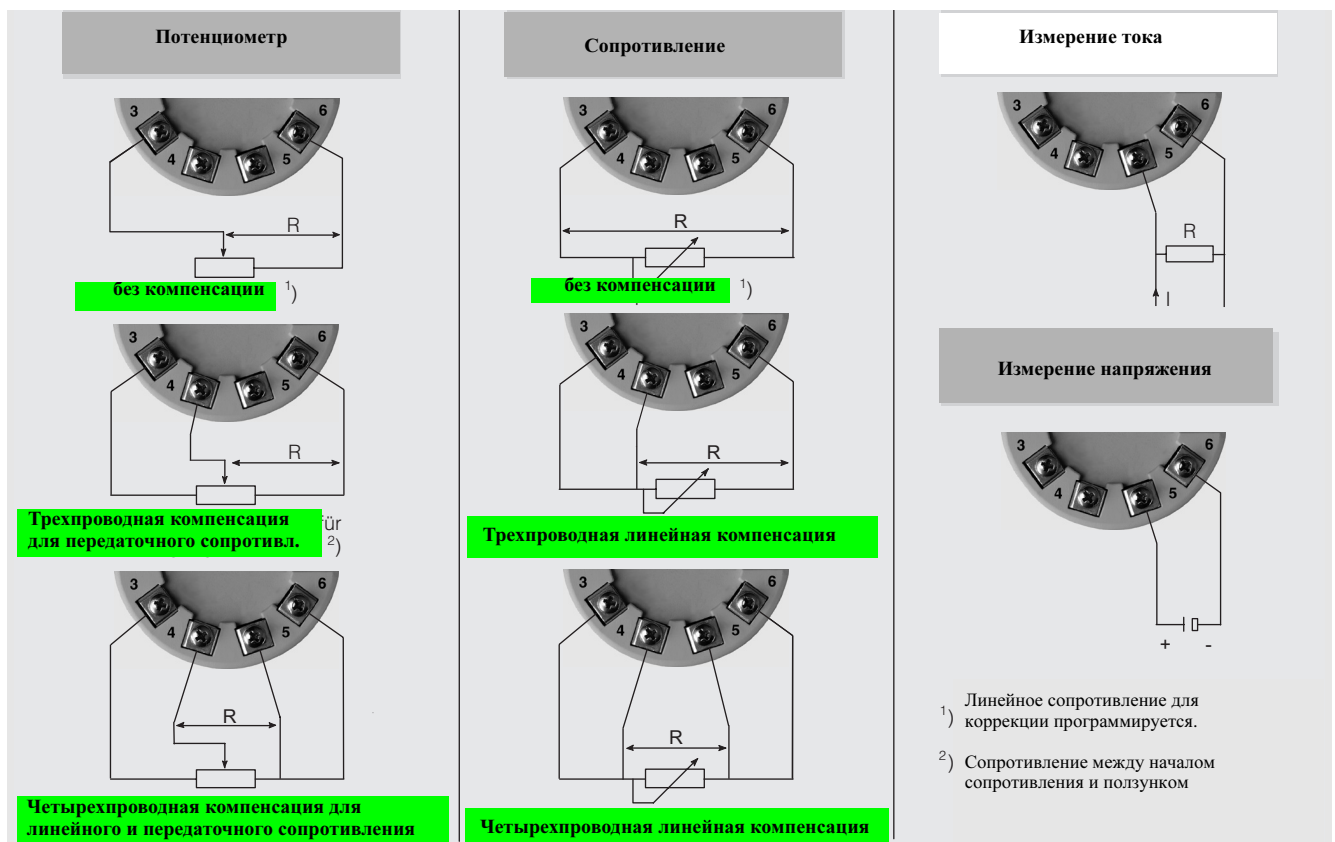 Потенциометр
3
6
4
5
R
без компенсации 1)
3
6
4
5
R
Трехпроводная компенсация für
для передаточного сопротивл. 2)
3
6
4
5
R
Четырехпроводная компенсация для
линейного и передаточного сопротивления
Сопротивление
3
6
4
5
R
без компенсации 1)
3
6
4
5
R
Трехпроводная линейная компенсация
3
6
4
5
R
Четырехпроводная линейная компенсация
Измерение тока
3
6
4
5
R
I
Измерение напряжения
3
6
4
5
+ -
1) Линейное сопротивление для
коррекции программируется.
2) Сопротивление между началом
сопротивления и ползунком